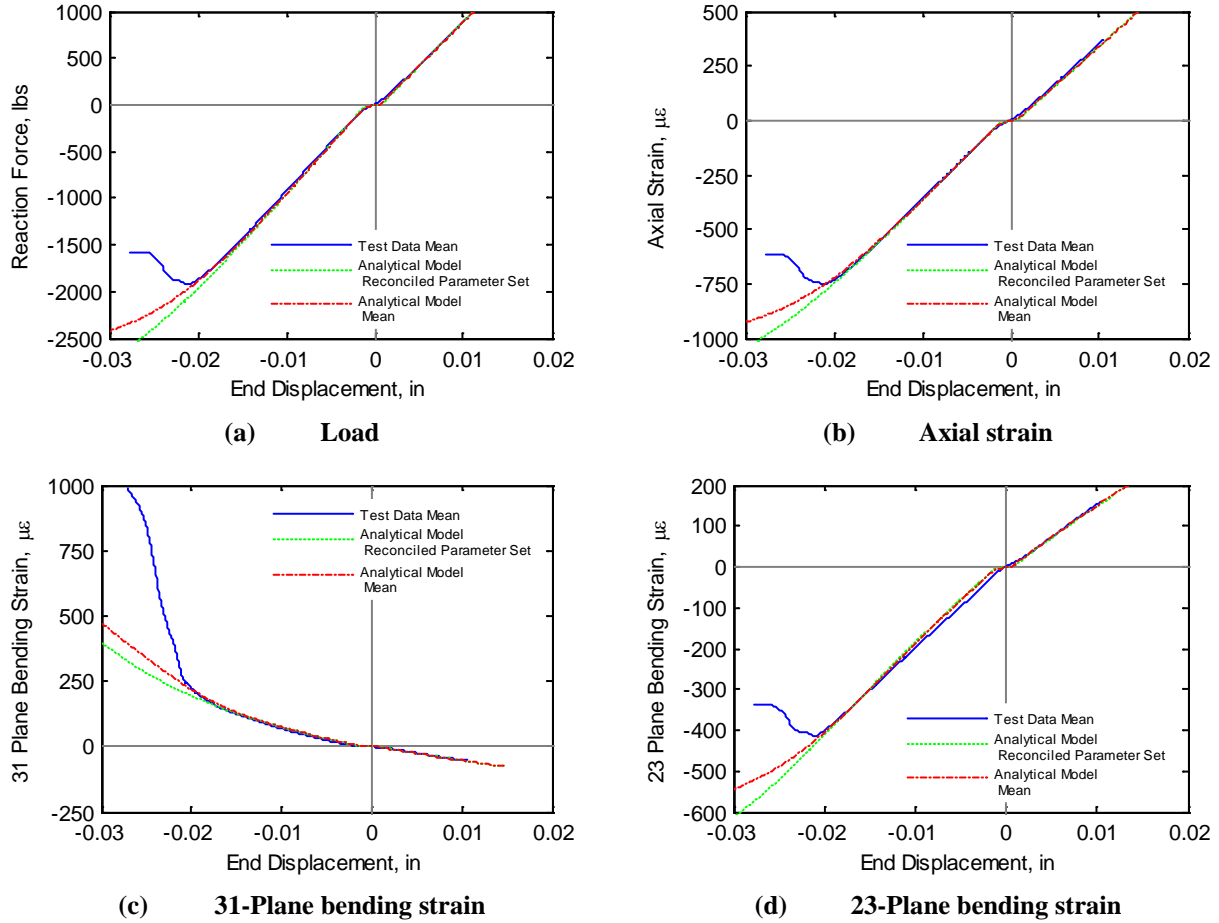 1000
500
0
-500
-1000
-1500
-2000
-2500
Reaction Force, lbs
Test Data Mean
Analytical Model
Reconciled Parameter Set
Analytical Model
Mean
-0.03 -0.02 -0.01 0 0.01 0.02
End Displacement, in
(a) Load
500
250
0
-250
-500
-750
-1000
Axial Strain, με
Test Data Mean
Analytical Model
Reconciled Parameter Set
Analytical Model
Mean
-0.03 -0.02 -0.01 0 0.01 0.02
End Displacement, in
(b) Axial strain
1000
750
500
250
0
-250
31 Plane Bending Strain, με
Test Data Mean
Analytical Model
Reconciled Parameter Set
Analytical Model
Mean
-0.03 -0.02 -0.01 0 0.01 0.02
End Displacement, in
(c) 31-Plane bending strain
200
100
0
-100
-200
-300
-400
-500
-600
23 Plane Bending Strain, με
Test Data Mean
Analytical Model
Reconciled Parameter Set
Analytical Model
Mean
-0.03 -0.02 -0.01 0 0.01 0.02
End Displacement, in
(d) 23-Plane bending strain